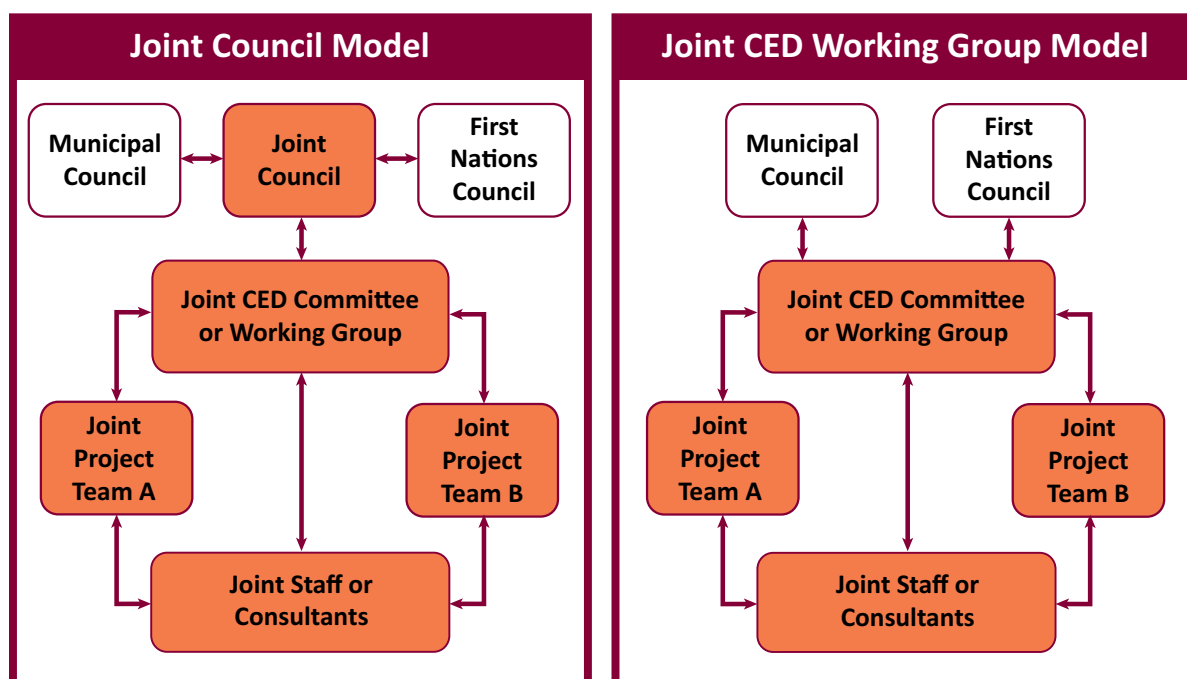 Joint Council Model
Municipal
Council
Joint
Council
First
Nations
Council
Joint CED Committee
or Working Group
Joint
Project
Team A
Joint
Project
Team B
Joint Staff or
Consultants
Joint CED Working Group Model
Municipal
Council
First
Nations
Council
Joint CED Committee
or Working Group
Joint
Project
Team A
Joint
Project
Team B
Joint Staff or
Consultants